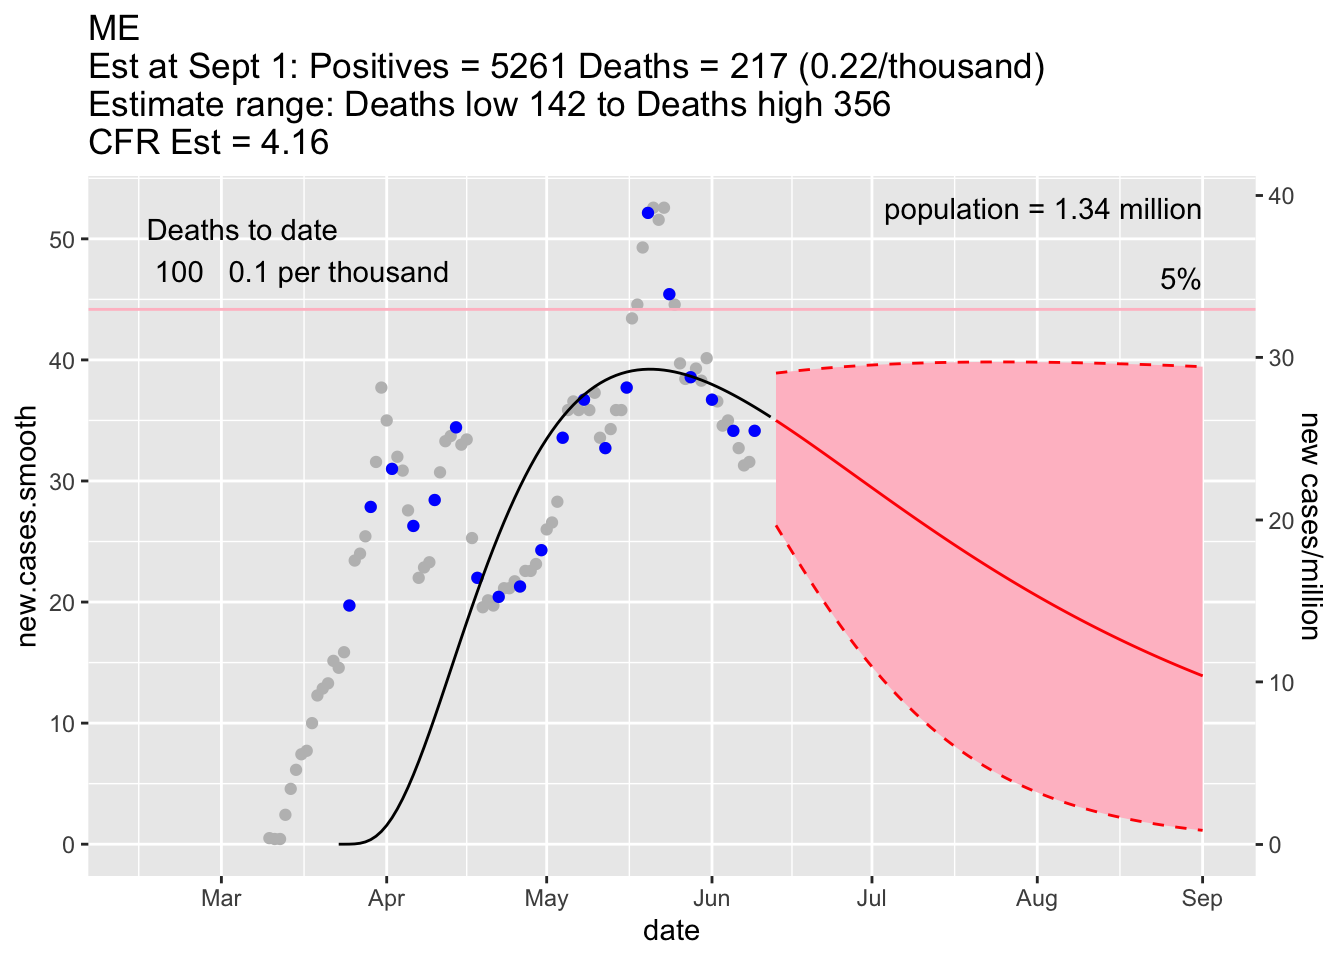 ME
Est at Sept 1: Positives = 5261 Deaths = 217 (0.22/thousand)
Estimate range: Deaths low 142 to Deaths high 356
CFR Est = 4.16
Deaths to date
100 0.1 per thousand
population = 1.34 million
5%
50
40
30
20
10
0
new.cases.smooth
40
30
20
10
0
new cases/million
Mar Apr May Jun Jul Aug Sep
date